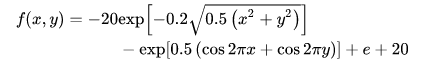 f(x, y) = −20exp[−0.2√(0.5 (x² + y²))]
− exp[0.5 (cos 2πx + cos 2πy)] + e + 20